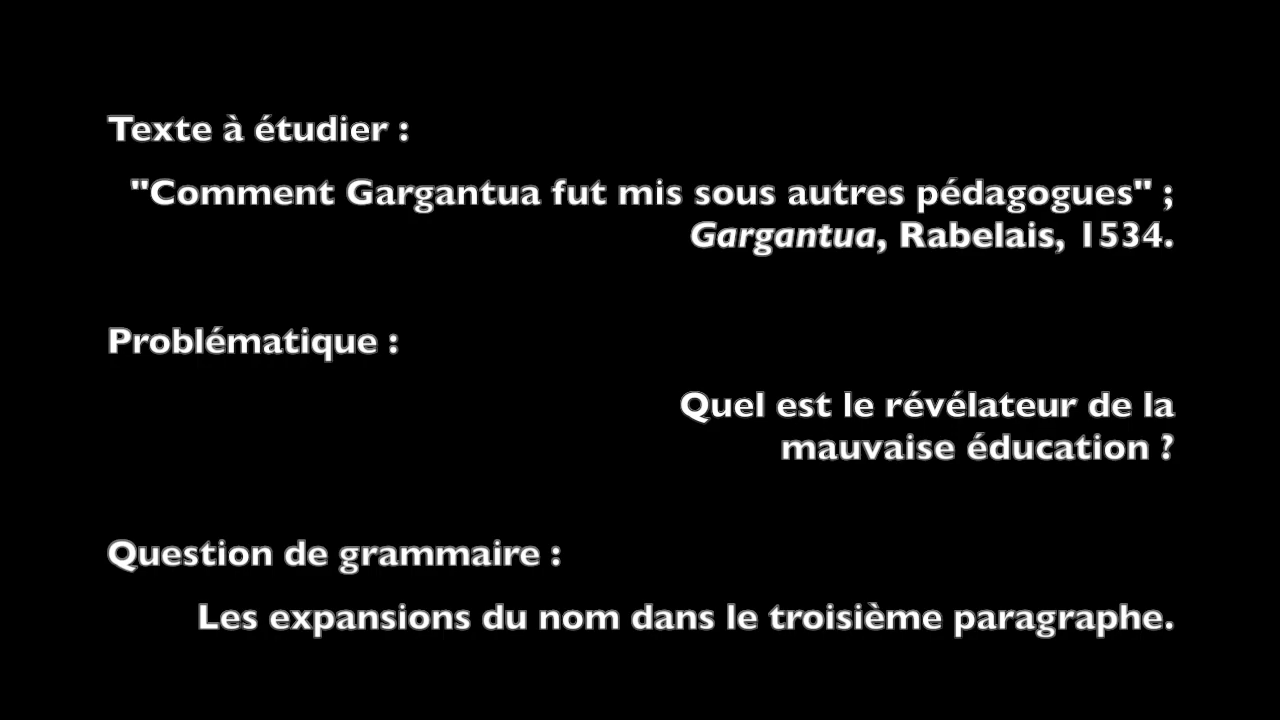 Texte à étudier :
"Comment Gargantua fut mis sous autres pédagogues" ;
Gargantua, Rabelais, 1534.
Problématique :
Quel est le révélateur de la
mauvaise éducation ?
Question de grammaire :
Les expansions du nom dans le troisième paragraphe.